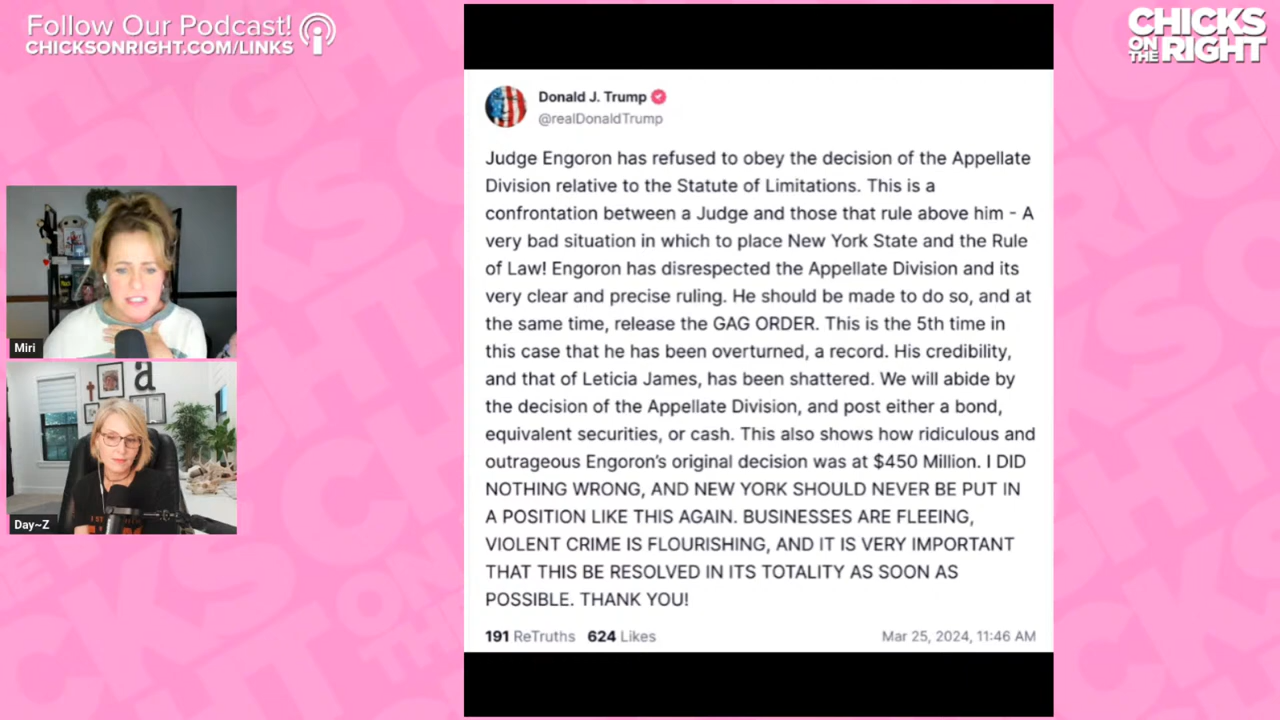 Follow Our Podcast!
CHICKSONRIGHT.COM/LINKS
CHICKS
ON THE RIGHT
Donald J. Trump
@realDonaldTrump
Judge Engoron has refused to obey the decision of the Appellate
Division relative to the Statute of Limitations. This is a
confrontation between a Judge and those that rule above him - A
very bad situation in which to place New York State and the Rule
of Law! Engoron has disrespected the Appellate Division and its
very clear and precise ruling. He should be made to do so, and at
the same time, release the GAG ORDER. This is the 5th time in
this case that he has been overturned, a record. His credibility,
and that of Leticia James, has been shattered. We will abide by
the decision of the Appellate Division, and post either a bond,
equivalent securities, or cash. This also shows how ridiculous and
outrageous Engoron's original decision was at $450 Million. I DID
NOTHING WRONG, AND NEW YORK SHOULD NEVER BE PUT IN
A POSITION LIKE THIS AGAIN. BUSINESSES ARE FLEEING,
VIOLENT CRIME IS FLOURISHING, AND IT IS VERY IMPORTANT
THAT THIS BE RESOLVED IN ITS TOTALITY AS SOON AS
POSSIBLE. THANK YOU!
191 ReTruths 624 Likes
Mar 25, 2024, 11:46 AM
Miri
a
Day~Z